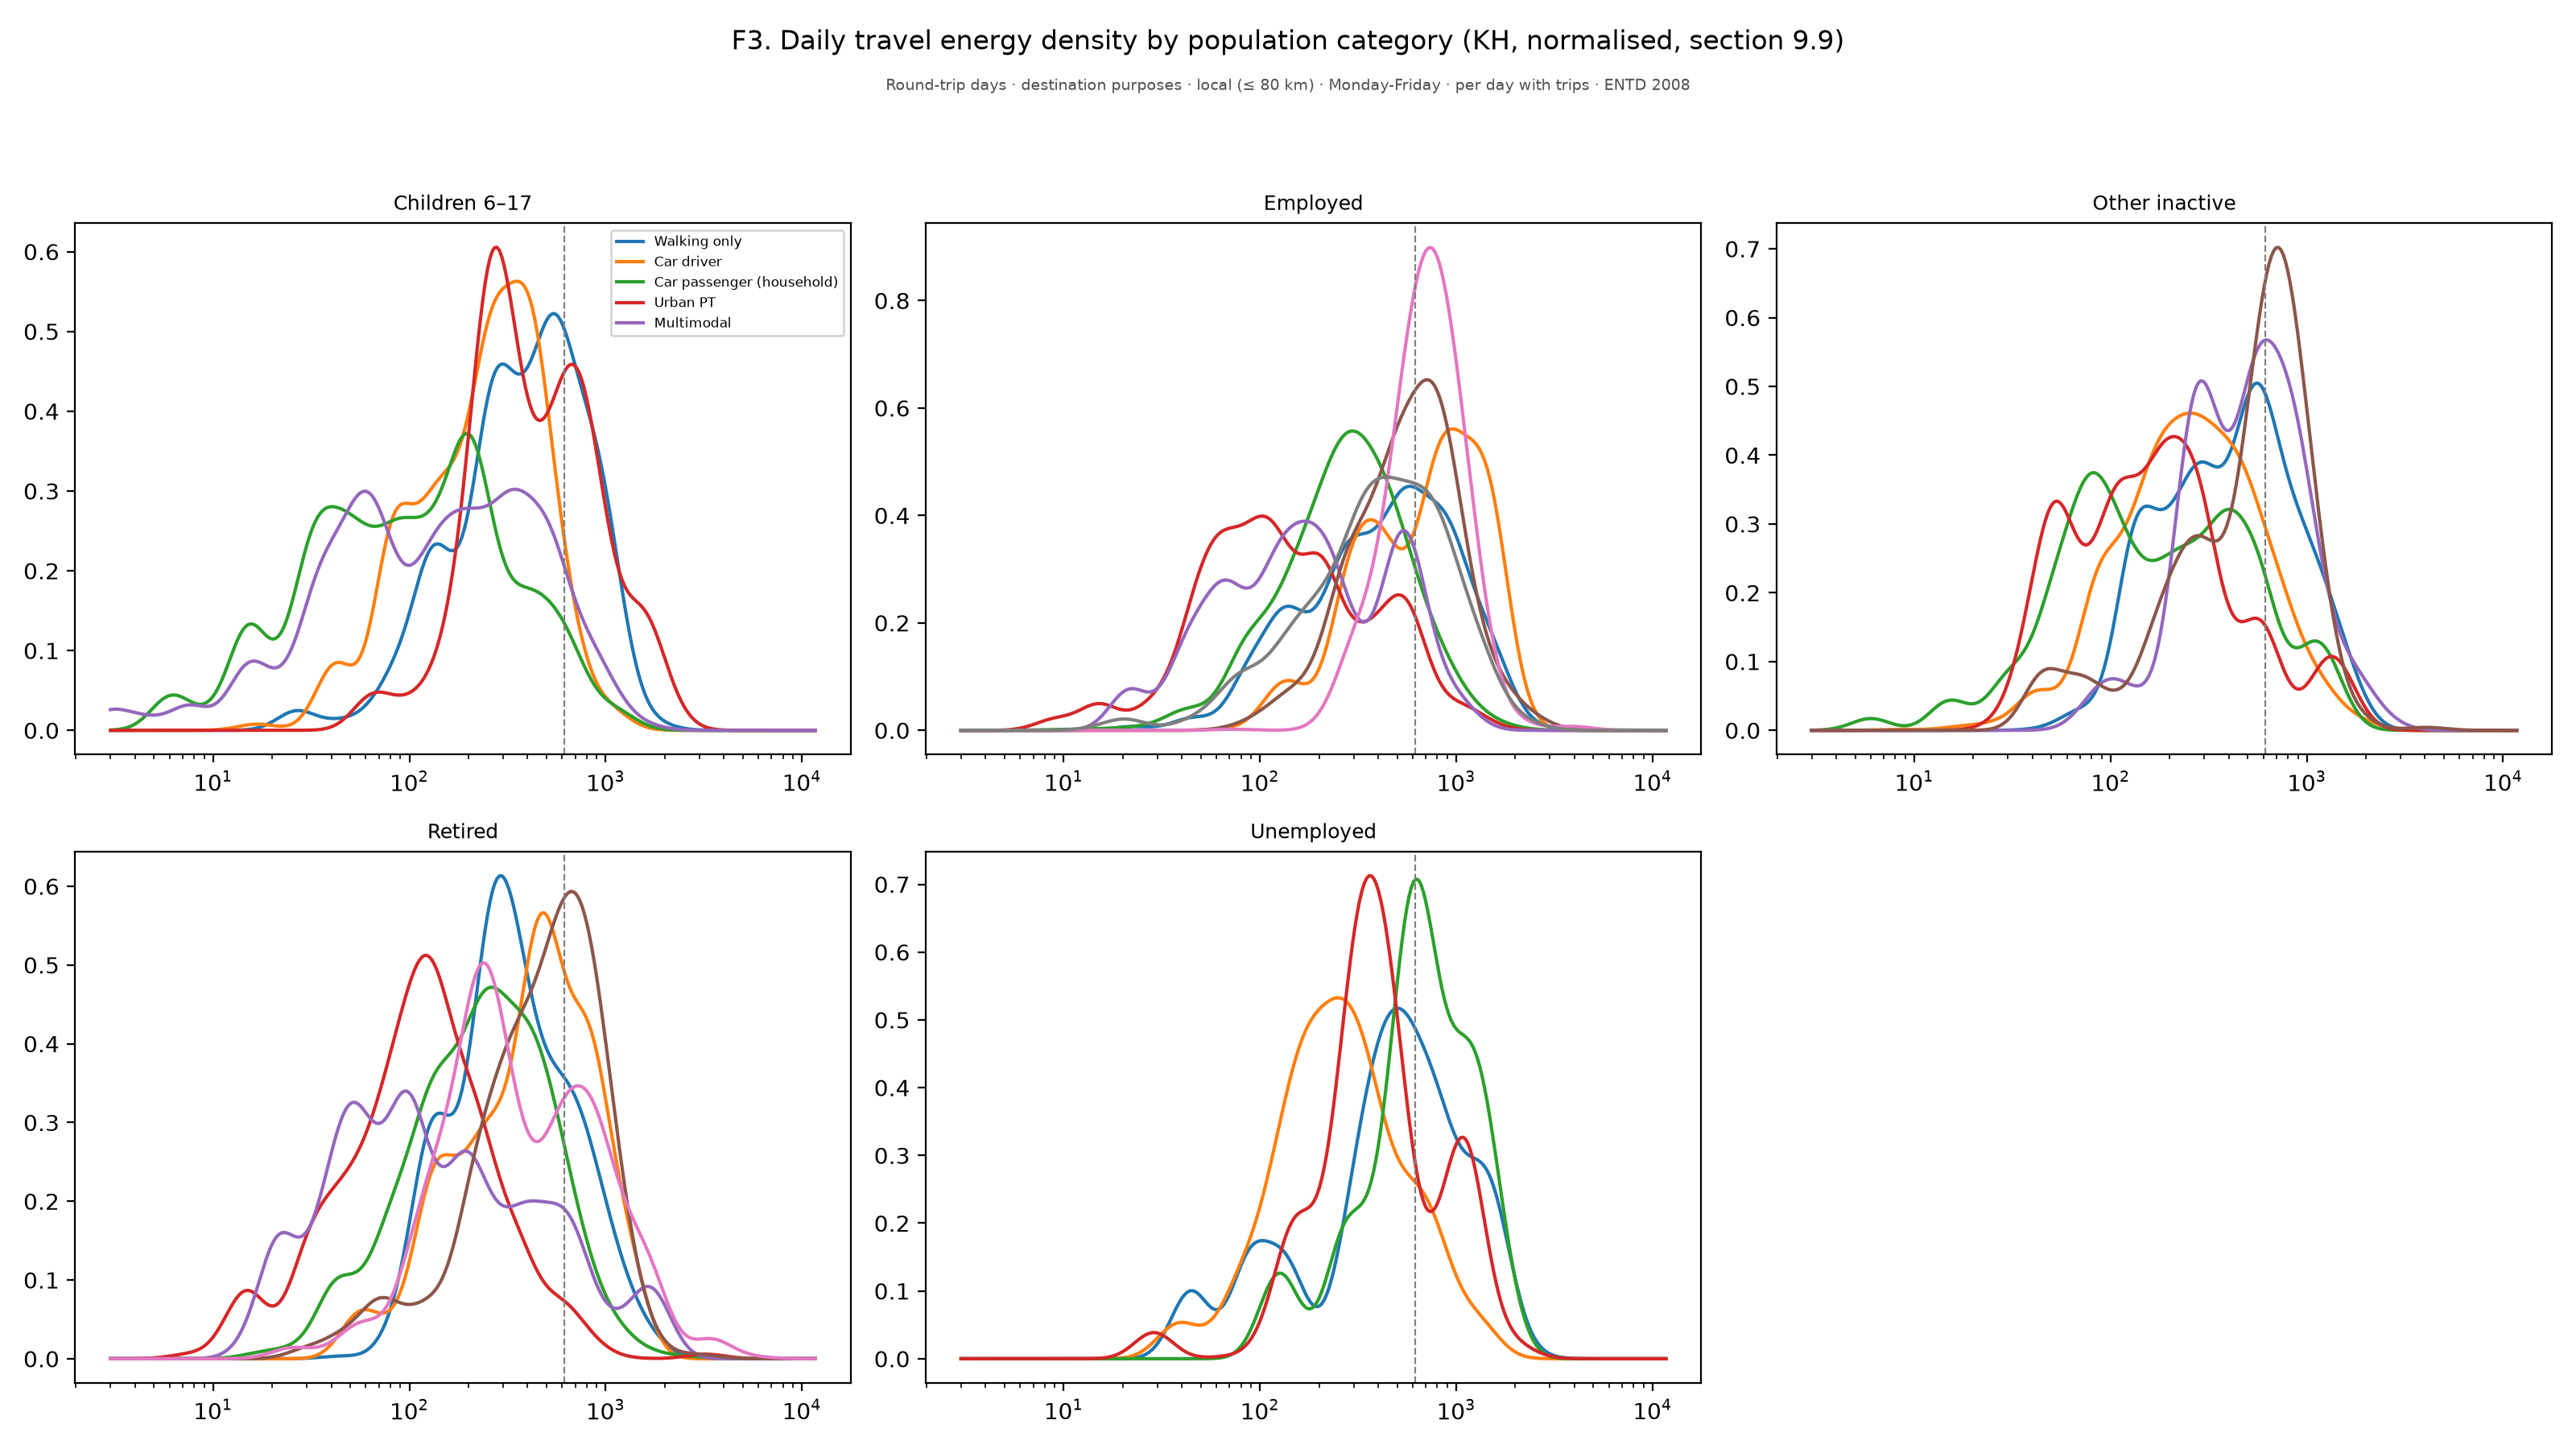 F3. Daily travel energy density by population category (KH, normalised, section 9.9)
Round-trip days · destination purposes · local (≤ 80 km) · Monday-Friday · per day with trips · ENTD 2008
Children 6–17
0.6
0.5
0.4
0.3
0.2
0.1
0.0
10¹ 10² 10³ 10⁴
Walking only
Car driver
Car passenger (household)
Urban PT
Multimodal
Employed
0.8
0.6
0.4
0.2
0.0
10¹ 10² 10³ 10⁴
Other inactive
0.7
0.6
0.5
0.4
0.3
0.2
0.1
0.0
10¹ 10² 10³ 10⁴
Retired
0.6
0.5
0.4
0.3
0.2
0.1
0.0
10¹ 10² 10³ 10⁴
Unemployed
0.7
0.6
0.5
0.4
0.3
0.2
0.1
0.0
10¹ 10² 10³ 10⁴